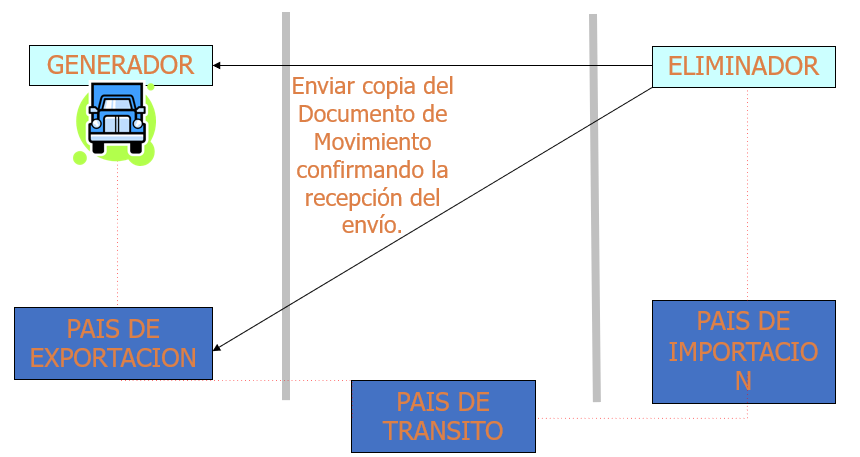 GENERADOR
ELIMINADOR
Enviar copia del
Documento de
Movimiento
confirmando la
recepción del
envío.
PAIS DE
EXPORTACION
PAIS DE
IMPORTACIO
N
PAIS DE
TRANSITO